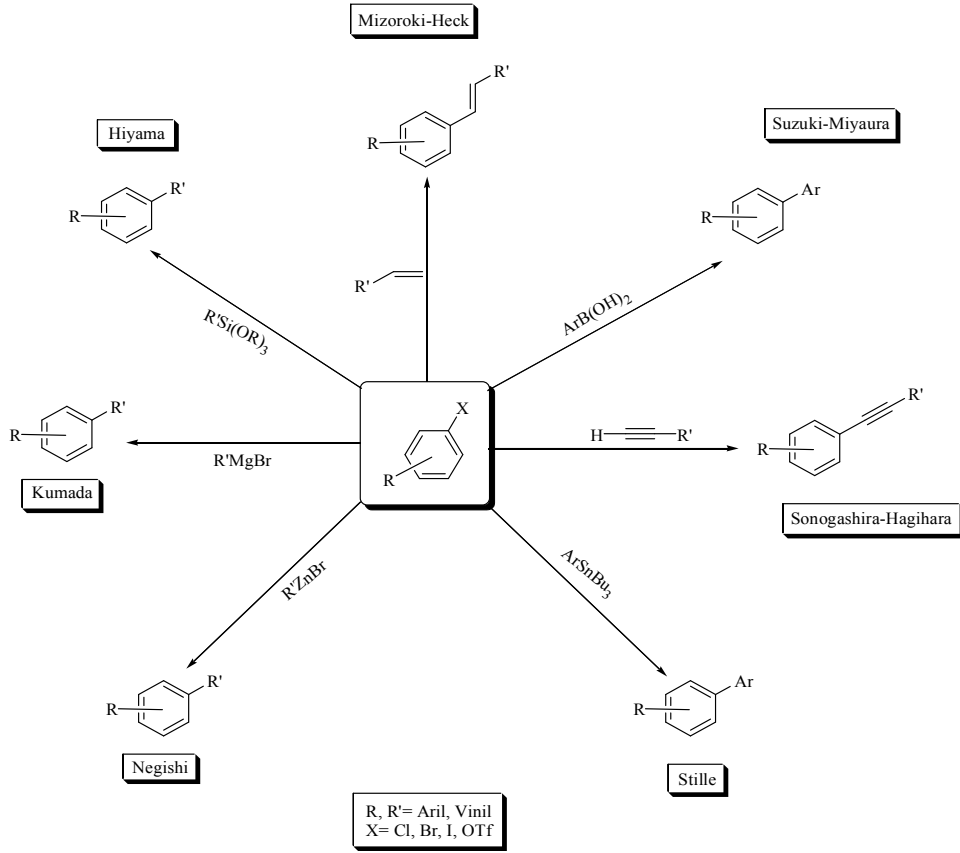 Mizoroki-Heck
R'
R
Hiyama
R'
R
Suzuki-Miyaura
Ar
R
R'
R'Si(OR)3
ArB(OH)2
X
R
R'
R
R'MgBr
Kumada
H
R'
R'
R
Sonogashira-Hagihara
R'ZnBr
ArSnBu3
R'
R
Negishi
Ar
R
Stille
R, R'= Aril, Vinil
X= Cl, Br, I, OTf